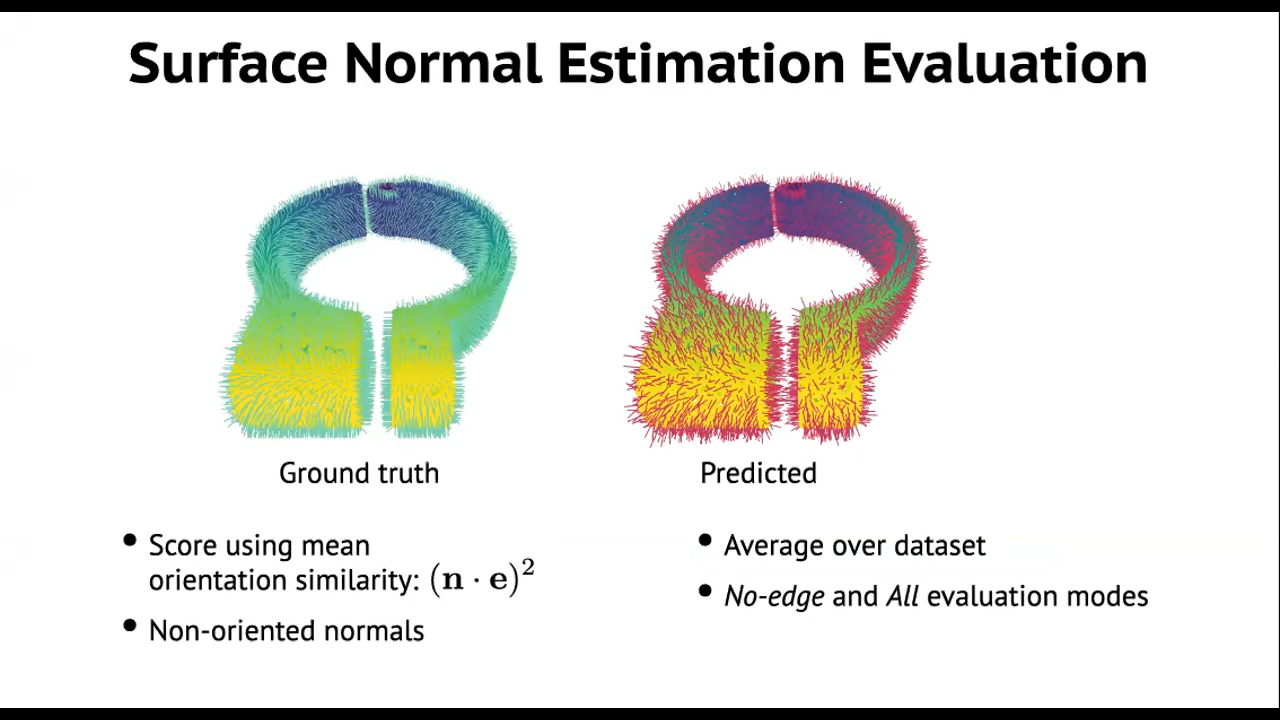 Surface Normal Estimation Evaluation
Ground truth
Predicted
• Score using mean
orientation similarity: (n · e)²
• Non-oriented normals
• Average over dataset
• No-edge and All evaluation modes